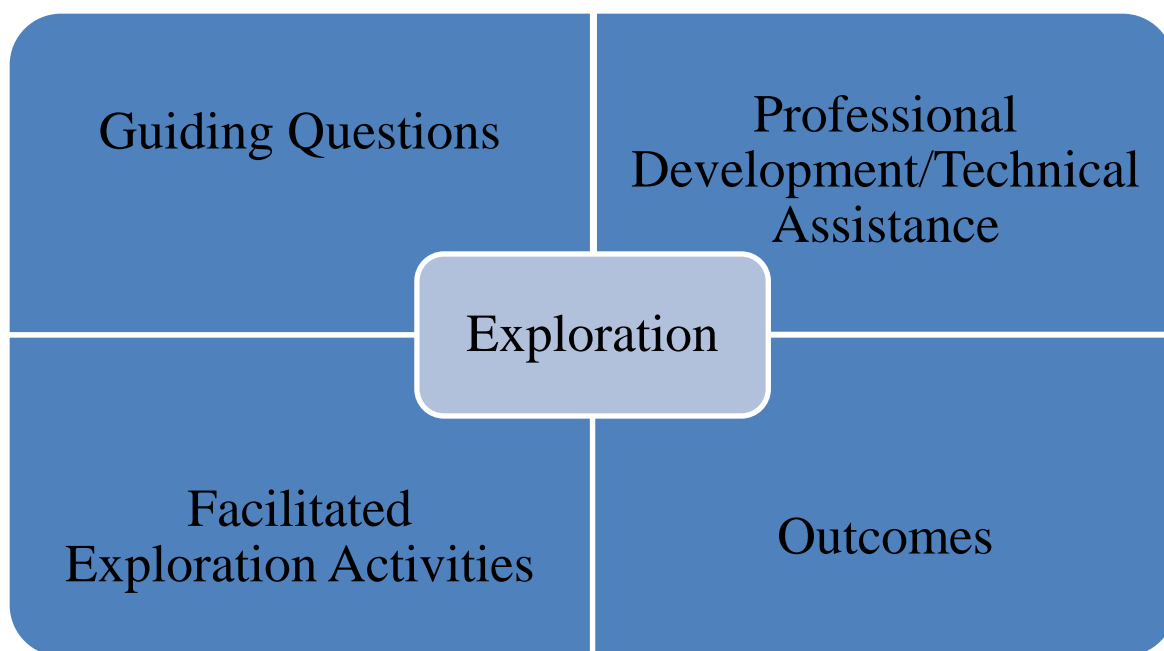 Guiding Questions
Professional
Development/Technical
Assistance
Exploration
Facilitated
Exploration Activities
Outcomes